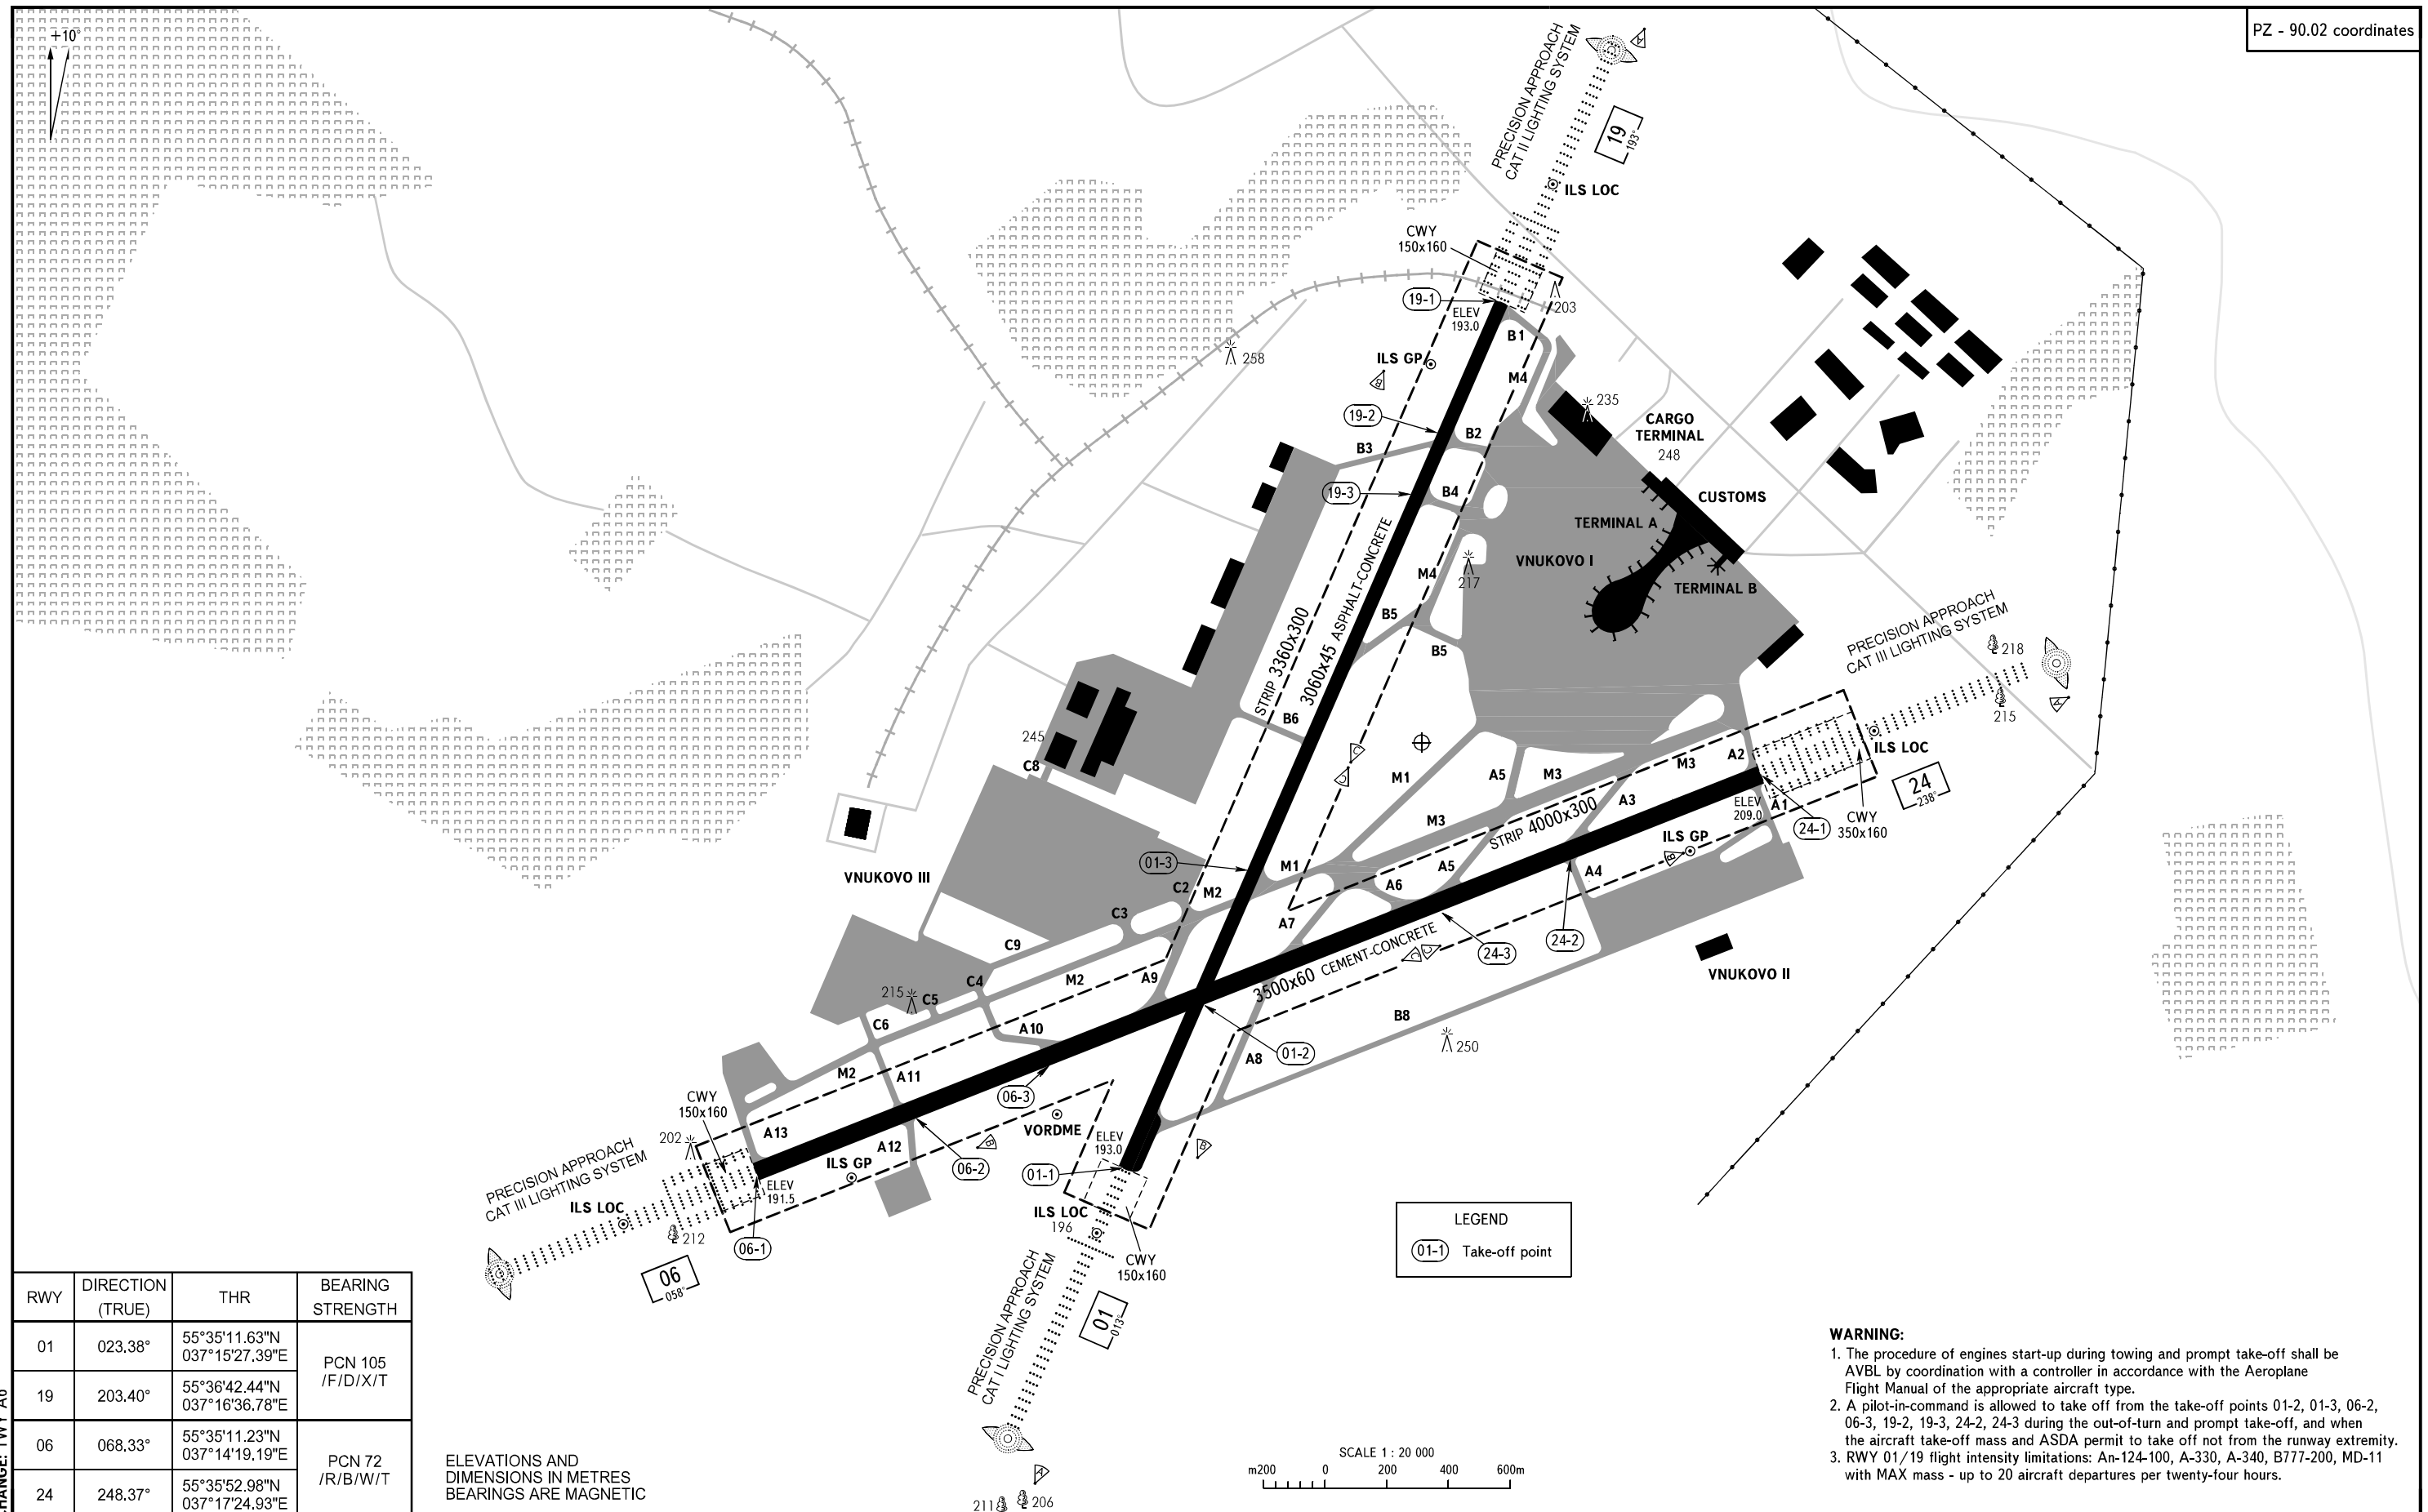 +10°
PZ - 90.02 coordinates
PRECISION APPROACH
CAT II LIGHTING SYSTEM
19
193°
ILS LOC
CWY
150x160
19-1
ELEV
193.0
203
258
B1
ILS GP
B
M4
19-2
235
CARGO
TERMINAL
248
B2
B3
19-3
B4
CUSTOMS
TERMINAL A
VNUKOVO I
TERMINAL B
217
M4
B5
B5
STRIP 3360x300
3060x45 ASPHALT-CONCRETE
B6
PRECISION APPROACH
CAT III LIGHTING SYSTEM
218
215
A
A
245
C8
C
C
M1
A5
M3
M3
A2
ILS LOC
24
238°
A3
A1
ELEV
209.0
24-1
CWY
350x160
M3
STRIP 4000x300
ILS GP
B
VNUKOVO III
01-3
M1
A5
A6
A4
C2
M2
C3
A7
24-2
24-3
C
C
C9
3500x60 CEMENT-CONCRETE
VNUKOVO II
C4
M2
A9
215
C5
C6
A10
B8
250
01-2
A8
M2
A11
06-3
CWY
150x160
VORDME
ELEV
193.0
202
A13
A12
B
B
PRECISION APPROACH
CAT III LIGHTING SYSTEM
ILS GP
06-2
01-1
ELEV
191.5
ILS LOC
212
06-1
ILS LOC
196
CWY
150x160
06
058°
01
013°
PRECISION APPROACH
CAT I LIGHTING SYSTEM
A
211
206
LEGEND
01-1 Take-off point
RWY DIRECTION (TRUE) THR BEARING STRENGTH
01 023.38° 55°35'11.63"N 037°15'27.39"E PCN 105 /F/D/X/T
19 203.40° 55°36'42.44"N 037°16'36.78"E
06 068.33° 55°35'11.23"N 037°14'19.19"E PCN 72 /R/B/W/T
24 248.37° 55°35'52.98"N 037°17'24.93"E
ELEVATIONS AND
DIMENSIONS IN METRES
BEARINGS ARE MAGNETIC
SCALE 1 : 20 000
m200 0 200 400 600m
WARNING:
1. The procedure of engines start-up during towing and prompt take-off shall be
AVBL by coordination with a controller in accordance with the Aeroplane
Flight Manual of the appropriate aircraft type.
2. A pilot-in-command is allowed to take off from the take-off points 01-2, 01-3, 06-2,
06-3, 19-2, 19-3, 24-2, 24-3 during the out-of-turn and prompt take-off, and when
the aircraft take-off mass and ASDA permit to take off not from the runway extremity.
3. RWY 01/19 flight intensity limitations: An-124-100, A-330, A-340, B777-200, MD-11
with MAX mass - up to 20 aircraft departures per twenty-four hours.